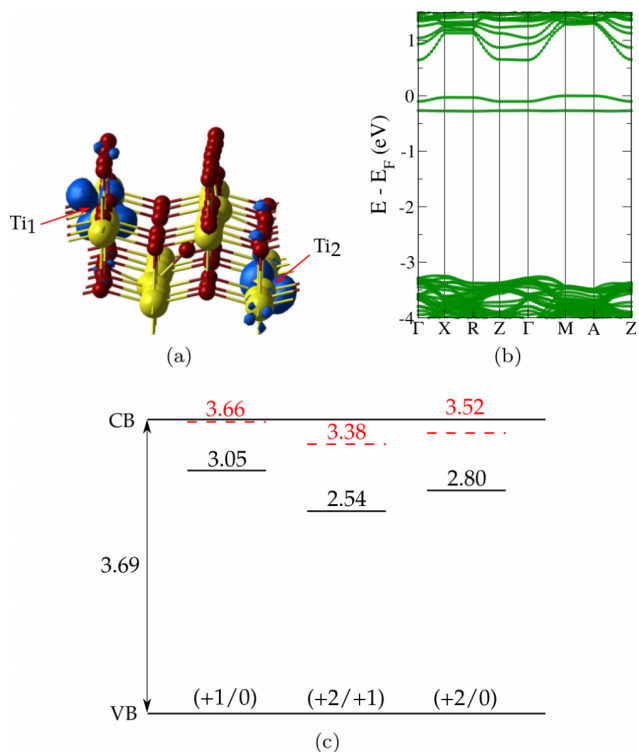 Ti1
Ti2
(a)
E - EF (eV)
1
0
-1
-2
-3
-4
Γ X R Z Γ M A Z
(b)
CB
3.66
3.38
3.52
3.05
2.54
2.80
3.69
(+1/0) (+2/+1) (+2/0)
VB
(c)